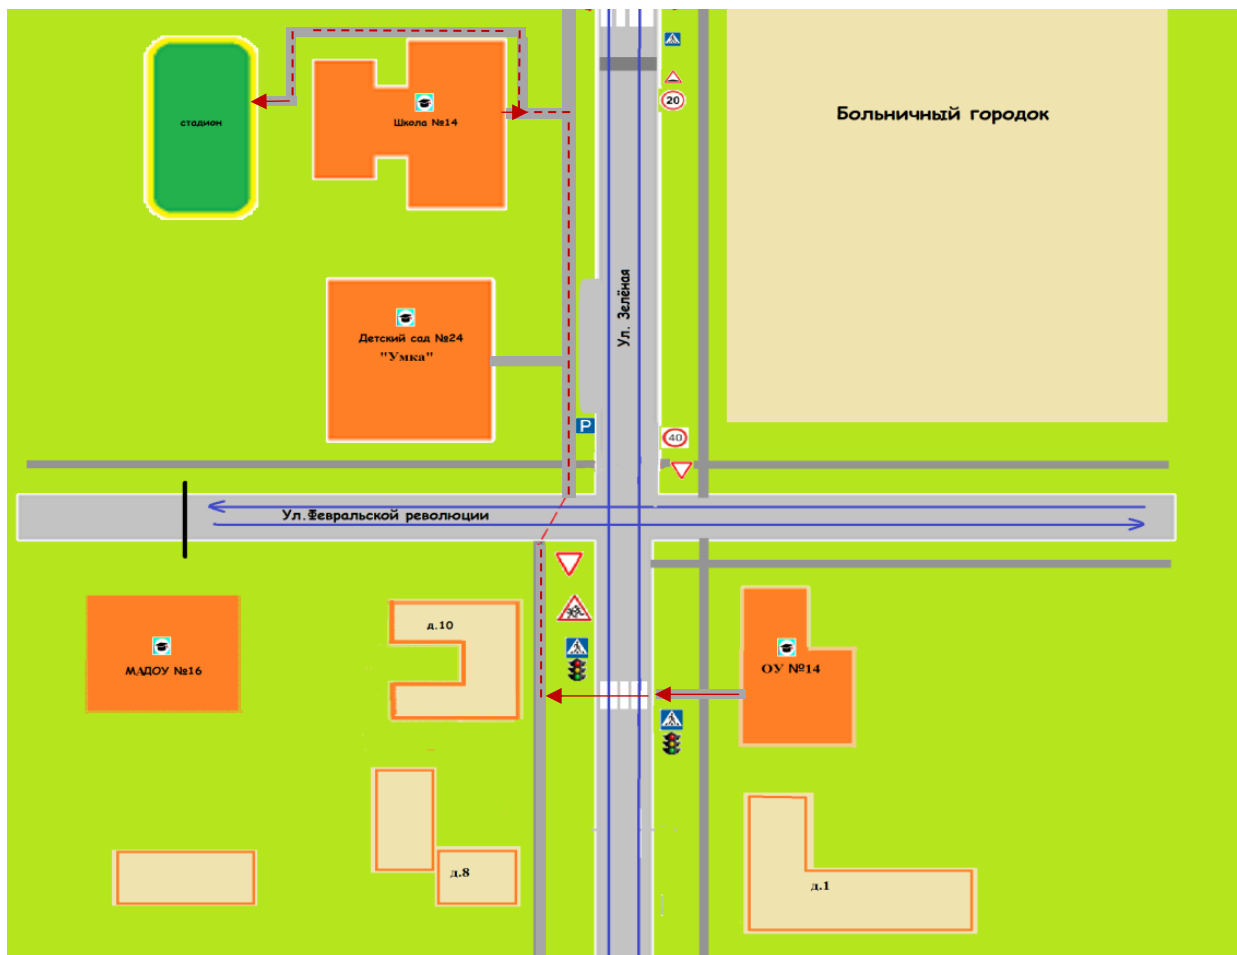 20
Больничный городок
стадион
Школа №14
Ул. Зелёная
Детский сад №24
"Умка"
P
40
Ул.Февральской революции
д.10
МАДОУ №16
ОУ №14
д.8
д.1